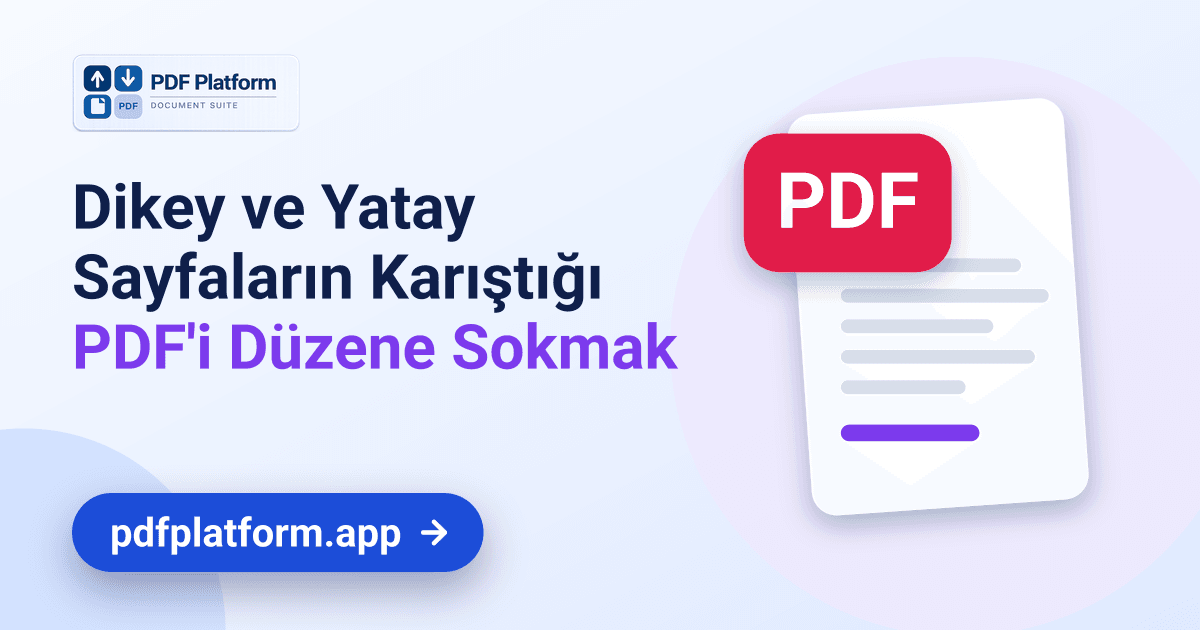 PDF Platform
PDF
DOCUMENT SUITE
Dikey ve Yatay
Sayfaların Karıştığı
PDF'i Düzene Sokmak
PDF
pdfplatform.app